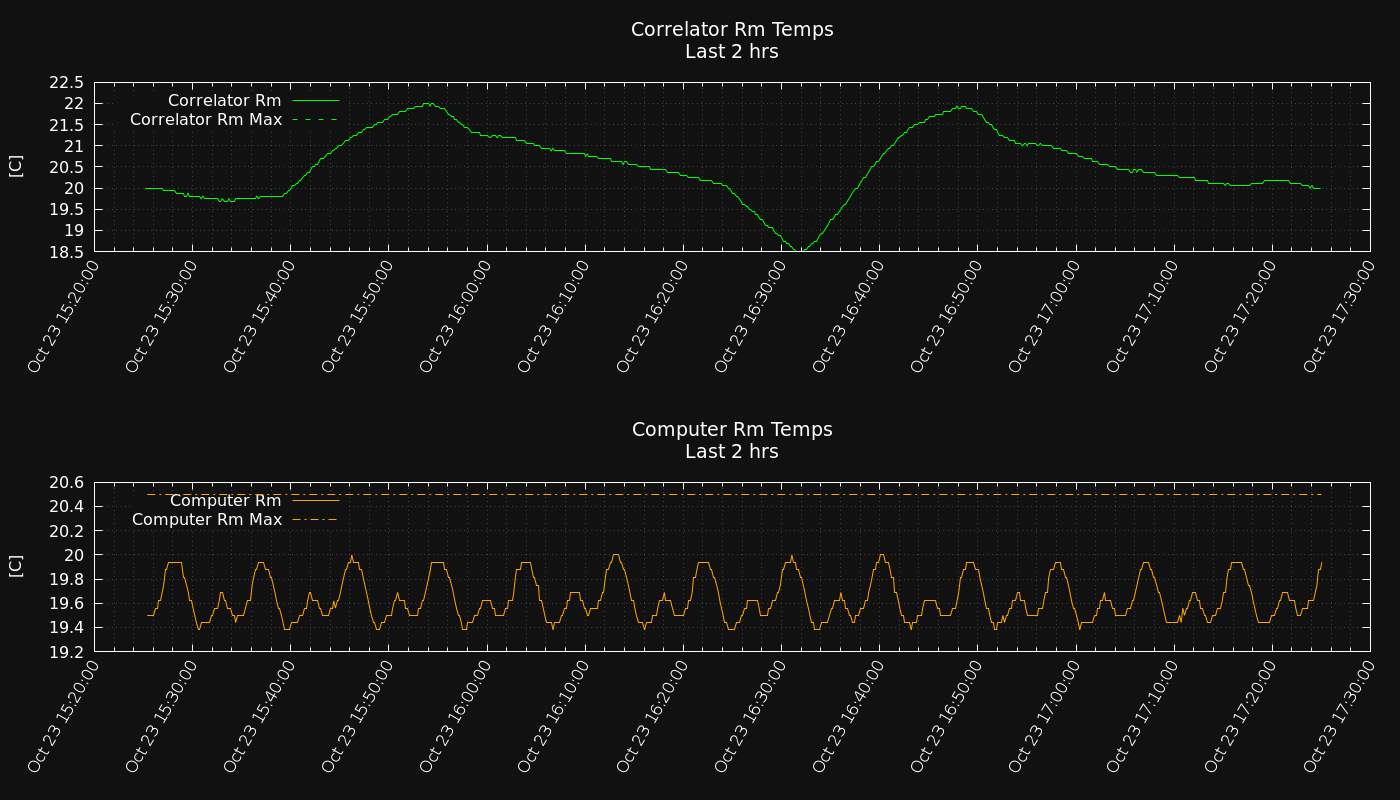 Correlator Rm Temps
Last 2 hrs
22.5
22
21.5
21
20.5
20
19.5
19
18.5
[C]
Correlator Rm
Correlator Rm Max
Oct 23 15:20:00
Oct 23 15:30:00
Oct 23 15:40:00
Oct 23 15:50:00
Oct 23 16:00:00
Oct 23 16:10:00
Oct 23 16:20:00
Oct 23 16:30:00
Oct 23 16:40:00
Oct 23 16:50:00
Oct 23 17:00:00
Oct 23 17:10:00
Oct 23 17:20:00
Oct 23 17:30:00
Computer Rm Temps
Last 2 hrs
20.6
20.4
20.2
20
19.8
19.6
19.4
19.2
[C]
Computer Rm
Computer Rm Max
Oct 23 15:20:00
Oct 23 15:30:00
Oct 23 15:40:00
Oct 23 15:50:00
Oct 23 16:00:00
Oct 23 16:10:00
Oct 23 16:20:00
Oct 23 16:30:00
Oct 23 16:40:00
Oct 23 16:50:00
Oct 23 17:00:00
Oct 23 17:10:00
Oct 23 17:20:00
Oct 23 17:30:00